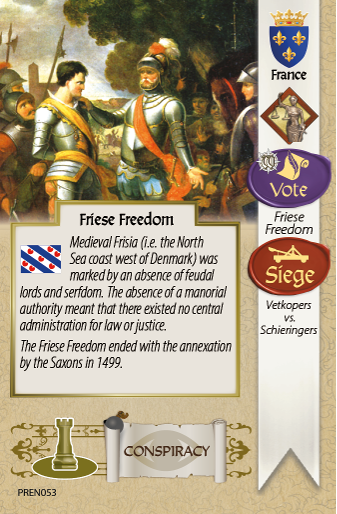 France
Vote
Friese
Freedom
Siege
Vetkopers
vs.
Schieringers
Friese Freedom
Medieval Frisia (i.e. the North
Sea coast west of Denmark) was
marked by an absence of feudal
lords and serfdom. The absence of a manorial
authority meant that there existed no central
administration for law or justice.
The Friese Freedom ended with the annexation
by the Saxons in 1499.
CONSPIRACY
PREN053